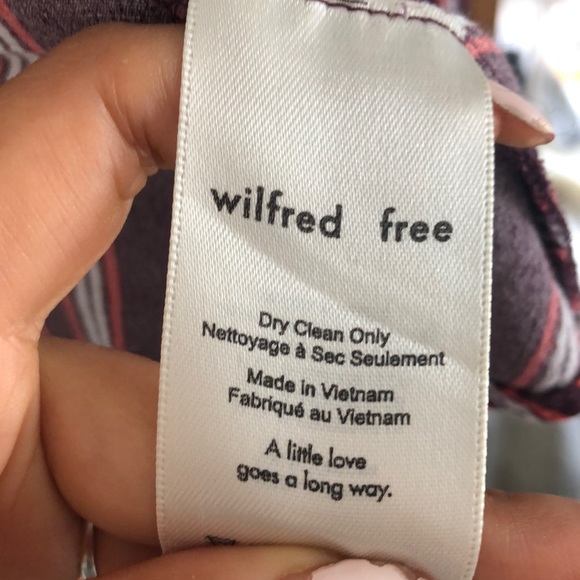 wilfred free
Dry Clean Only
Nettoyage à Sec Seulement
Made in Vietnam
Fabriqué au Vietnam
A little love
goes a long way.